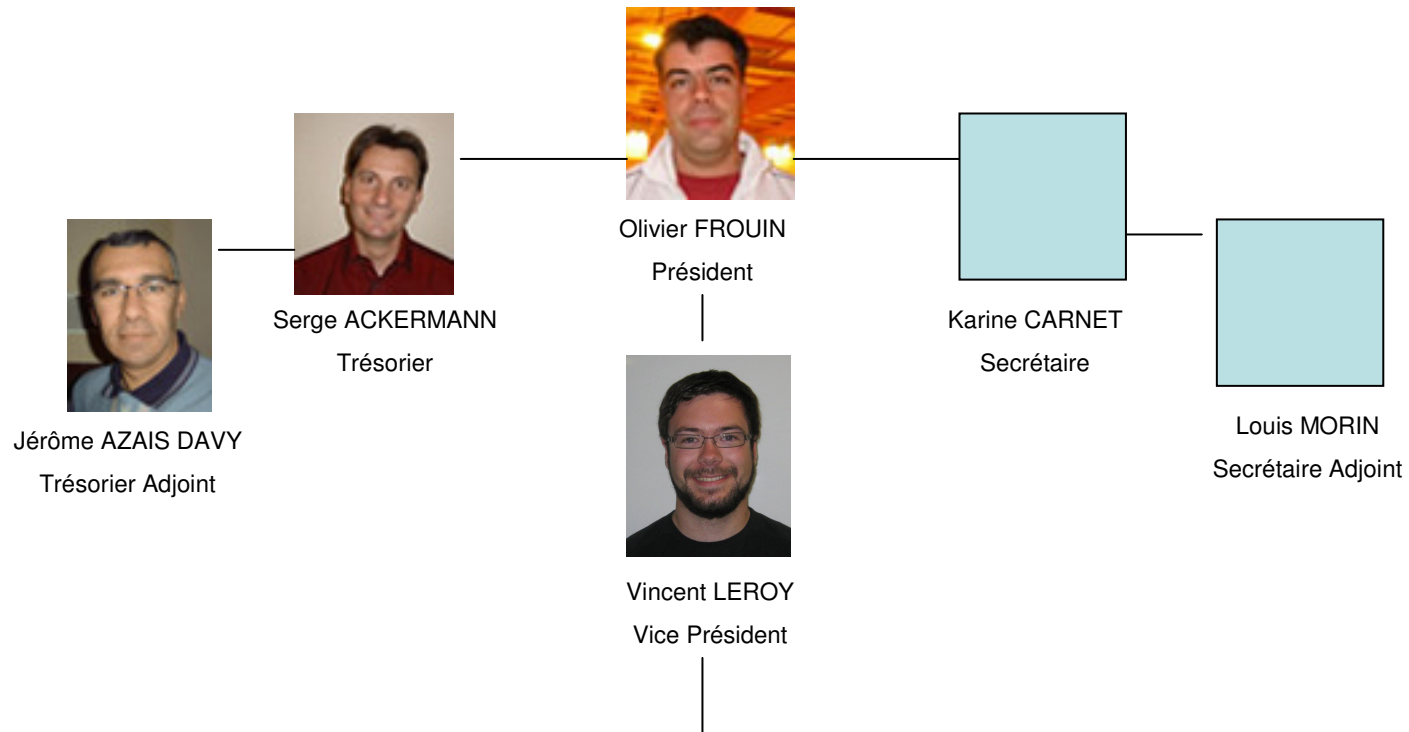 Olivier FROUIN
Président
Serge ACKERMANN
Trésorier
Karine CARNET
Secrétaire
Jérôme AZAIS DAVY
Trésorier Adjoint
Louis MORIN
Secrétaire Adjoint
Vincent LEROY
Vice Président